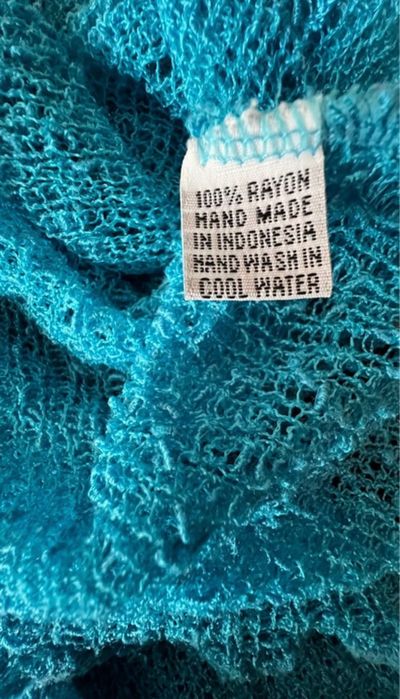 100% RAYON
HAND MADE
IN INDONESIA
HAND WASH IN
COOL WATER